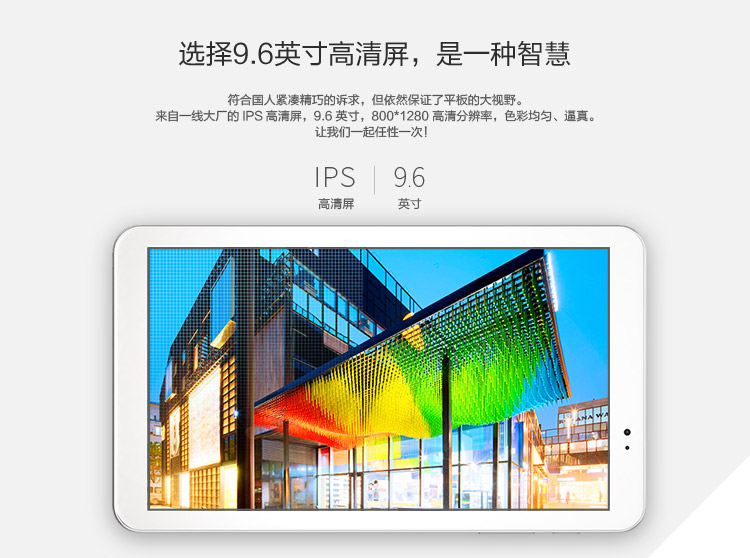 选择9.6英寸高清屏，是一种智慧
符合国人紧凑精巧的诉求，但依然保证了平板的大视野。
来自一线大厂的 IPS 高清屏，9.6 英寸，800*1280 高清分辨率，色彩均匀、逼真。
让我们一起任性一次！
IPS 9.6
高清屏 英寸